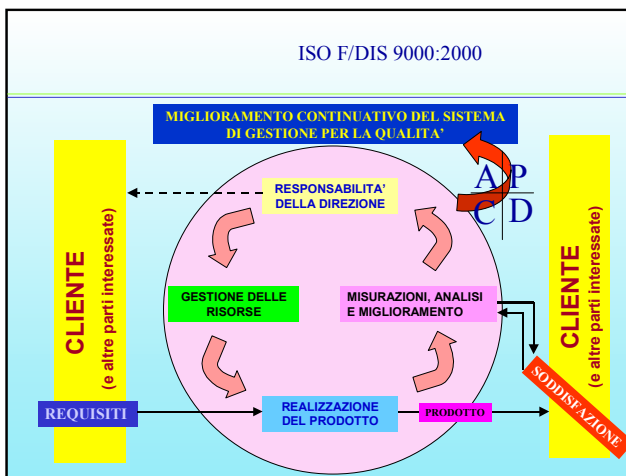 ISO F/DIS 9000:2000
MIGLIORAMENTO CONTINUATIVO DEL SISTEMA
DI GESTIONE PER LA QUALITA'
A P
C D
RESPONSABILITA'
DELLA DIREZIONE
CLIENTE
(e altre parti interessate)
GESTIONE DELLE
RISORSE
MISURAZIONI, ANALISI
E MIGLIORAMENTO
CLIENTE
(e altre parti interessate)
SODDISFAZIONE
REQUISITI
REALIZZAZIONE
DEL PRODOTTO
PRODOTTO